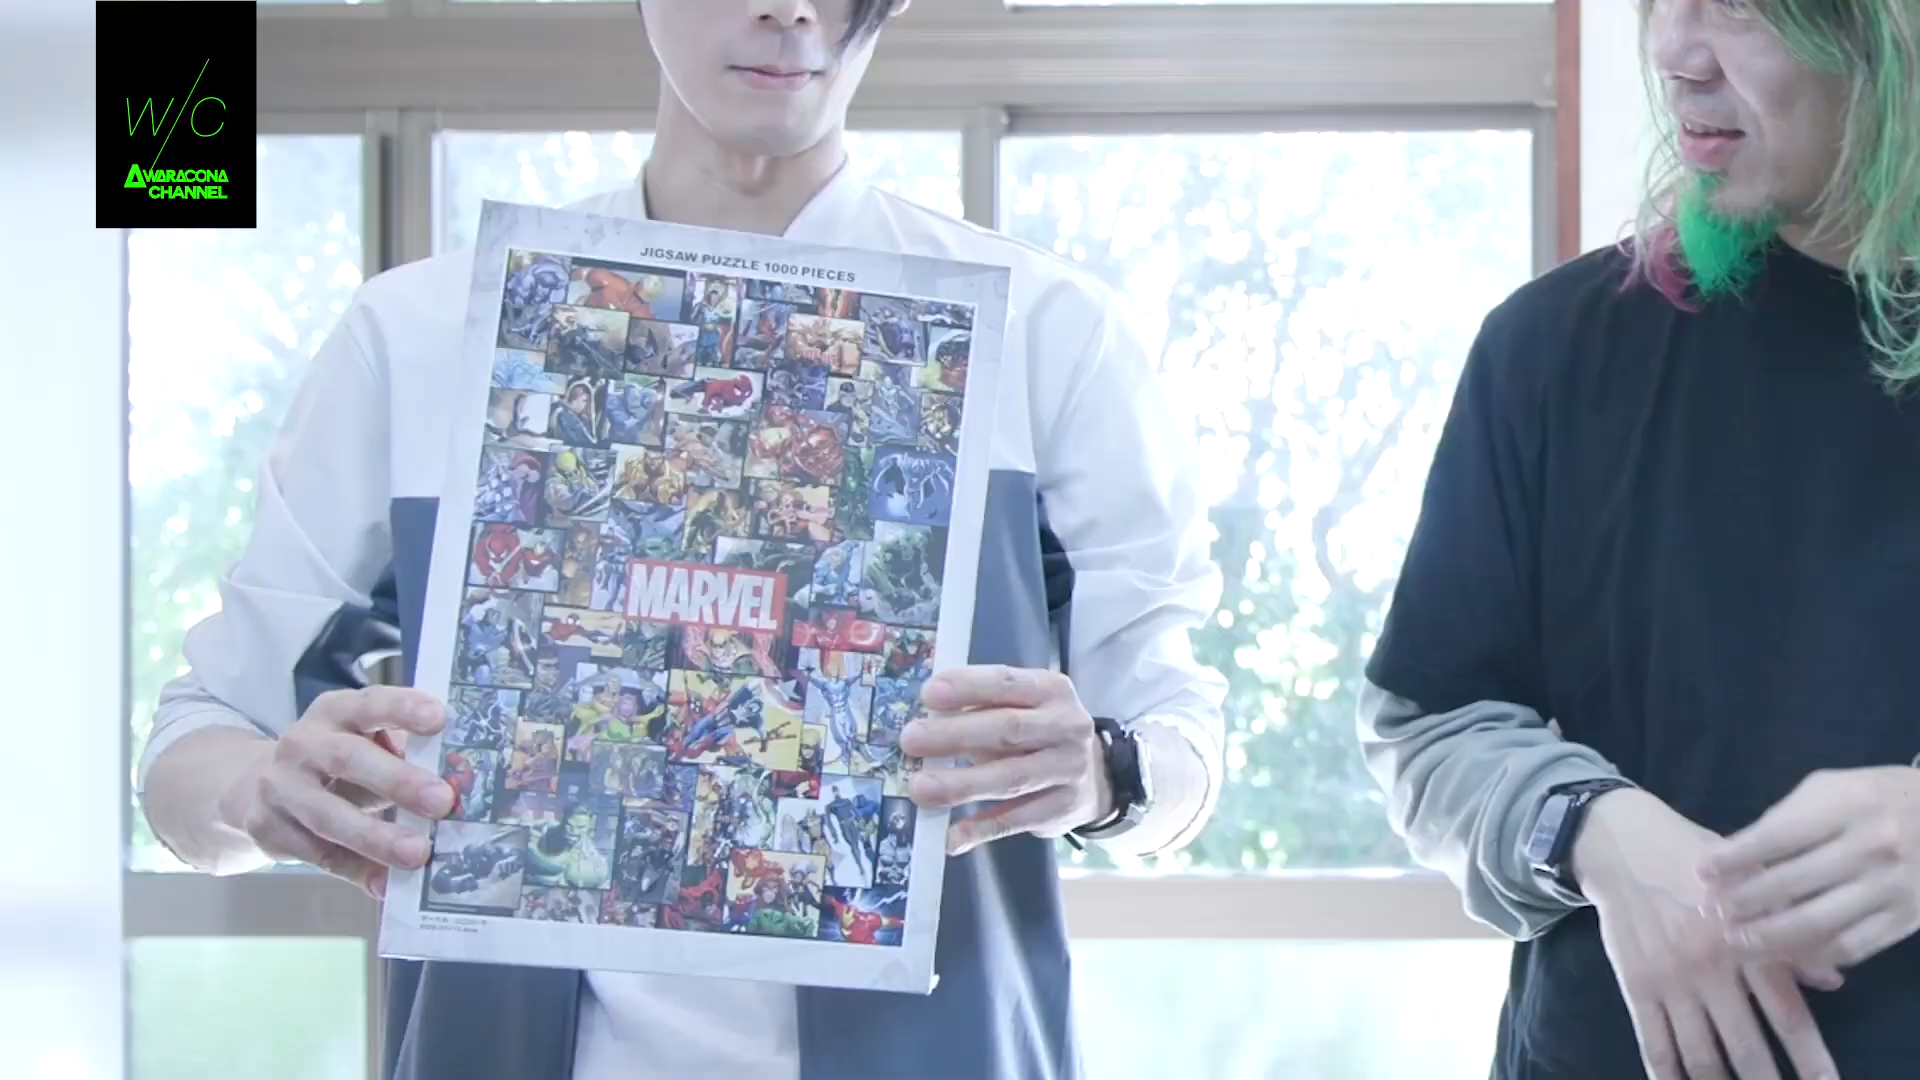 W/C
AWARACONA
CHANNEL
JIGSAW PUZZLE 1000 PIECES
MARVEL